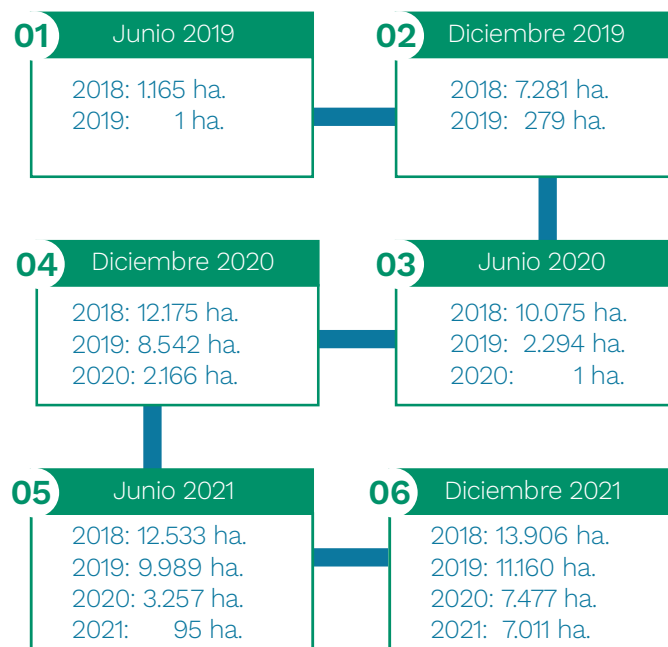 01 Junio 2019
2018: 1.165 ha.
2019: 1 ha.
02 Diciembre 2019
2018: 7.281 ha.
2019: 279 ha.
03 Junio 2020
2018: 10.075 ha.
2019: 2.294 ha.
2020: 1 ha.
04 Diciembre 2020
2018: 12.175 ha.
2019: 8.542 ha.
2020: 2.166 ha.
05 Junio 2021
2018: 12.533 ha.
2019: 9.989 ha.
2020: 3.257 ha.
2021: 95 ha.
06 Diciembre 2021
2018: 13.906 ha.
2019: 11.160 ha.
2020: 7.477 ha.
2021: 7.011 ha.